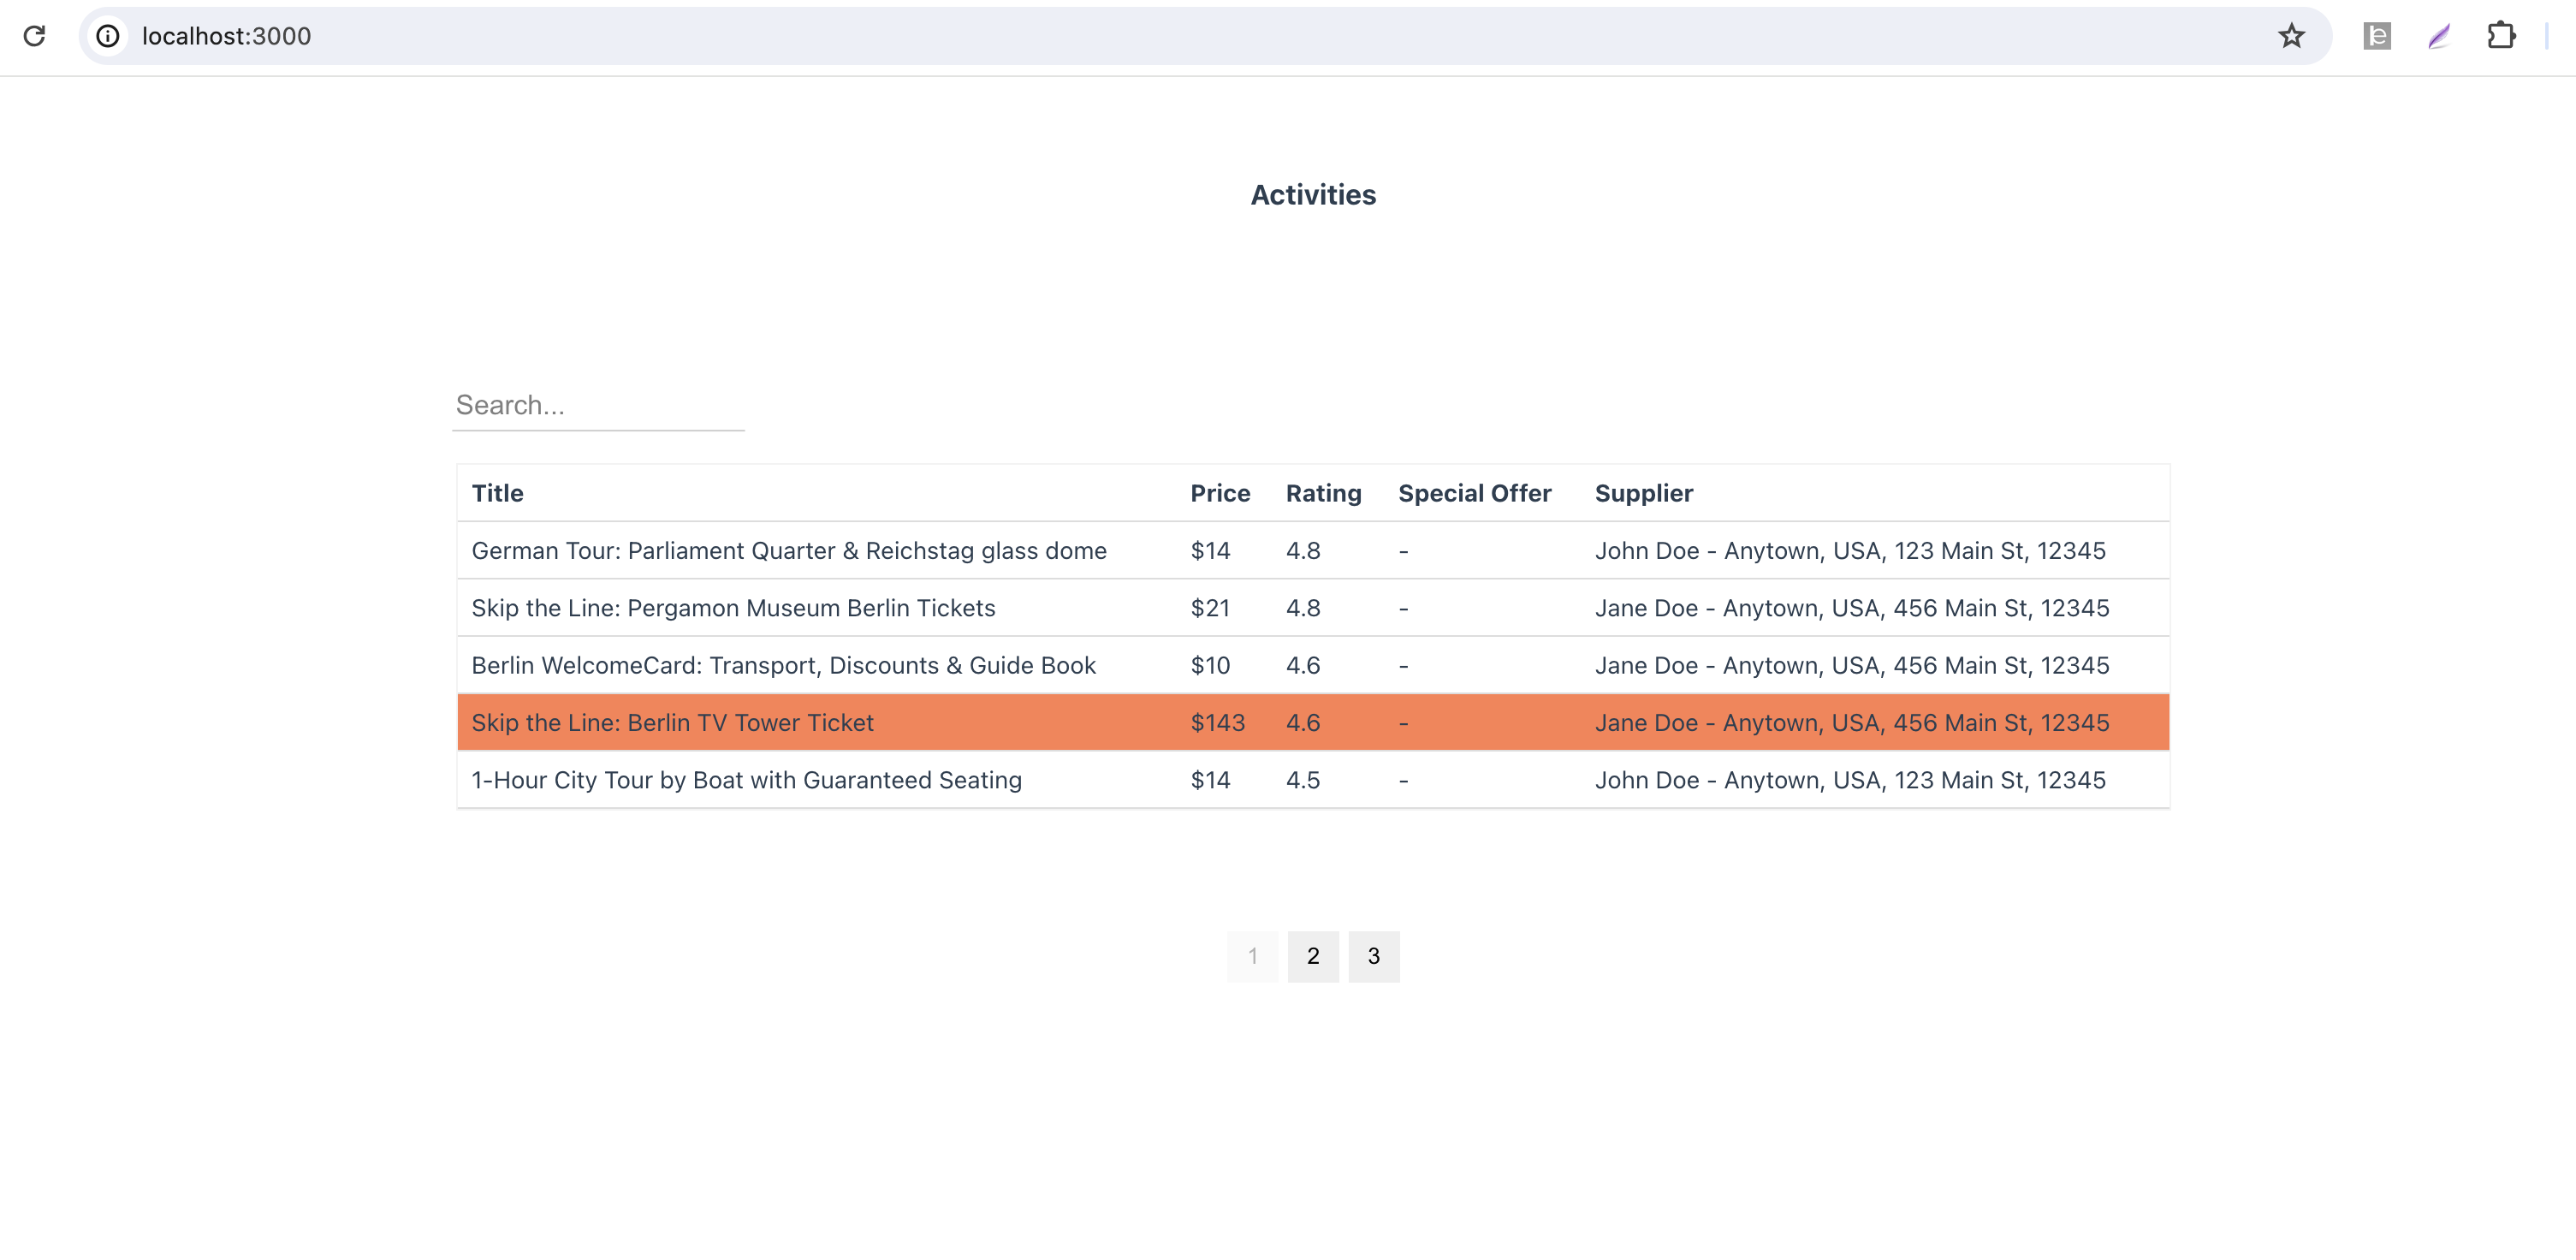 localhost:3000
Activities
Search...
Title Price Rating Special Offer Supplier
German Tour: Parliament Quarter & Reichstag glass dome $14 4.8 - John Doe - Anytown, USA, 123 Main St, 12345
Skip the Line: Pergamon Museum Berlin Tickets $21 4.8 - Jane Doe - Anytown, USA, 456 Main St, 12345
Berlin WelcomeCard: Transport, Discounts & Guide Book $10 4.6 - Jane Doe - Anytown, USA, 456 Main St, 12345
Skip the Line: Berlin TV Tower Ticket $143 4.6 - Jane Doe - Anytown, USA, 456 Main St, 12345
1-Hour City Tour by Boat with Guaranteed Seating $14 4.5 - John Doe - Anytown, USA, 123 Main St, 12345
1 2 3